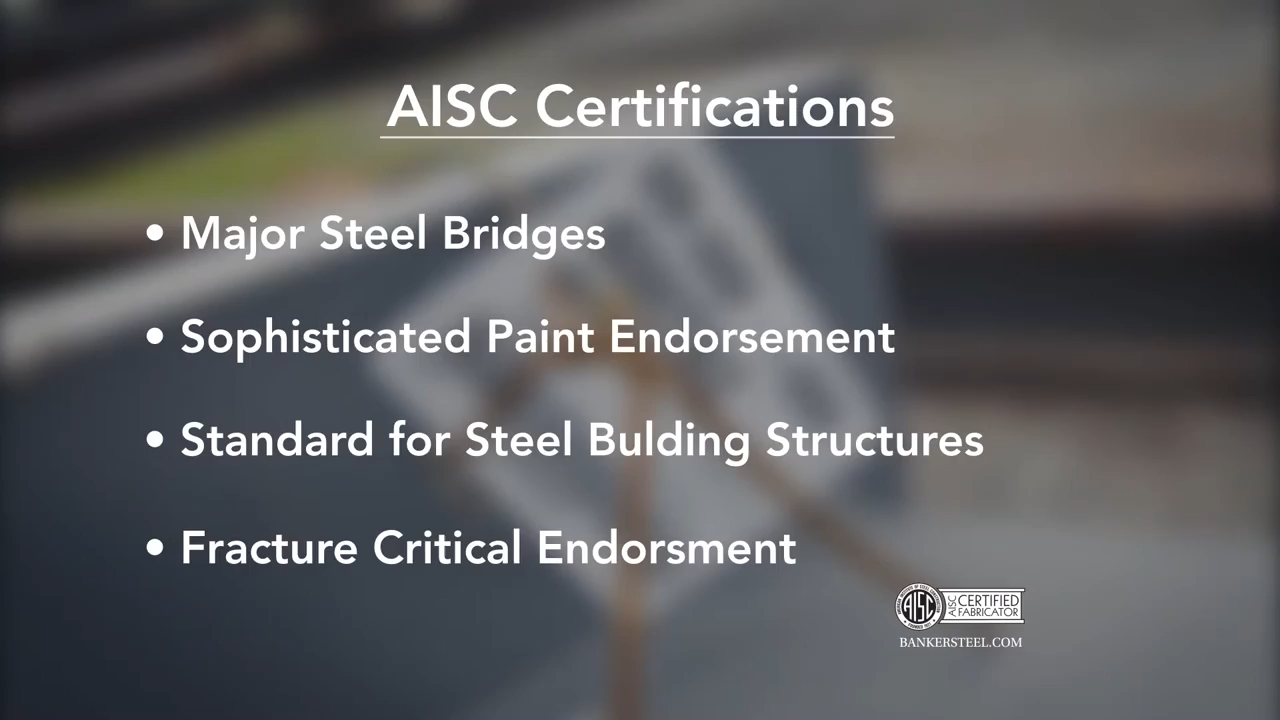 AISC Certifications
• Major Steel Bridges
• Sophisticated Paint Endorsement
• Standard for Steel Bulding Structures
• Fracture Critical Endorsment
AISC
AISC
CERTIFIED
FABRICATOR
BANKERSTEEL.COM